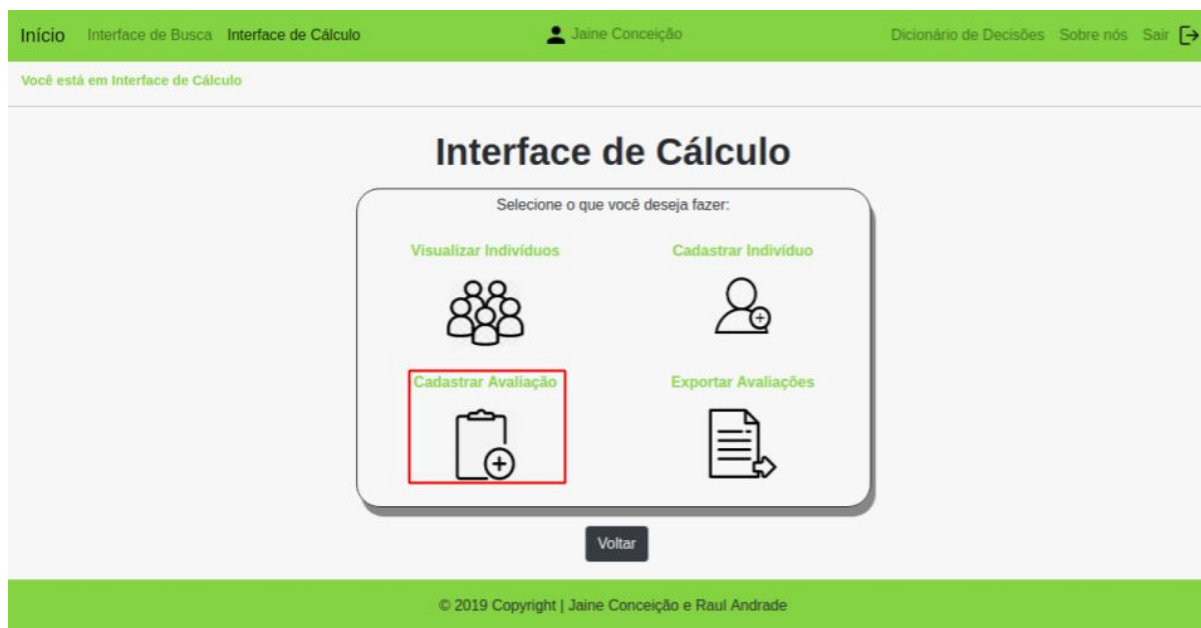 Início Interface de Busca Interface de Cálculo Jaine Conceição Dicionário de Decisões Sobre nós Sair
Você está em Interface de Cálculo
Interface de Cálculo
Selecione o que você deseja fazer:
Visualizar Indivíduos Cadastrar Indivíduo
Cadastrar Avaliação Exportar Avaliações
Voltar
© 2019 Copyright | Jaine Conceição e Raul Andrade